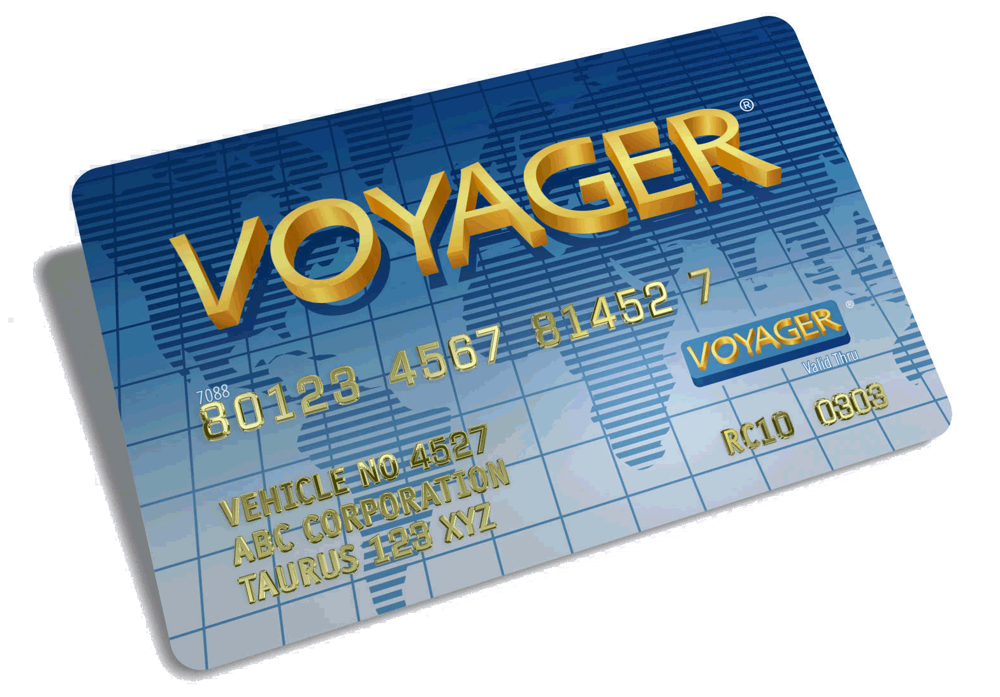 VOYAGER®
7088
80123 4567 81452 7
VOYAGER®
Valid Thru
RC10 0303
VEHICLE NO 4527
ABC CORPORATION
TAURUS 123 XYZ